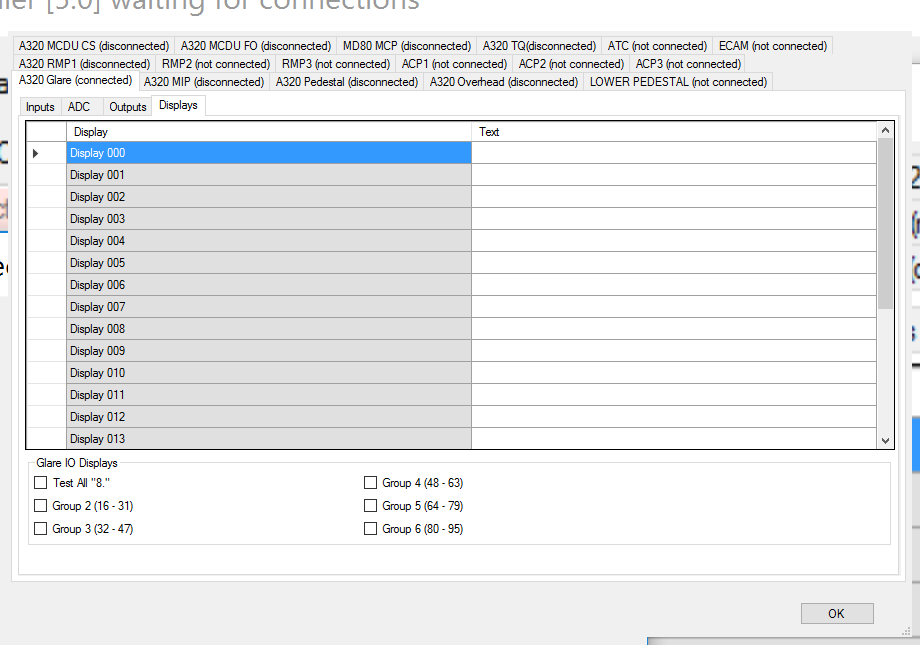 [5.0] waiting for connections
A320 MCDU CS (disconnected) A320 MCDU FO (disconnected) MD80 MCP (disconnected) A320 TQ(disconnected) ATC (not connected) ECAM (not connected)
A320 RMP1 (disconnected) RMP2 (not connected) RMP3 (not connected) ACP1 (not connected) ACP2 (not connected) ACP3 (not connected)
A320 Glare (connected) A320 MIP (disconnected) A320 Pedestal (disconnected) A320 Overhead (disconnected) LOWER PEDESTAL (not connected)
Inputs ADC Outputs Displays
Display Text
Display 000
Display 001
Display 002
Display 003
Display 004
Display 005
Display 006
Display 007
Display 008
Display 009
Display 010
Display 011
Display 012
Display 013
Glare IO Displays
Test All "8." Group 4 (48 - 63)
Group 2 (16 - 31) Group 5 (64 - 79)
Group 3 (32 - 47) Group 6 (80 - 95)
OK